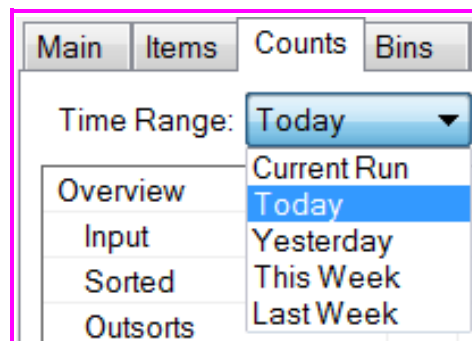 Main Items Counts Bins
Time Range: Today
Current Run
Overview
Today
Input
Yesterday
Sorted
This Week
Outsorts
Last Week